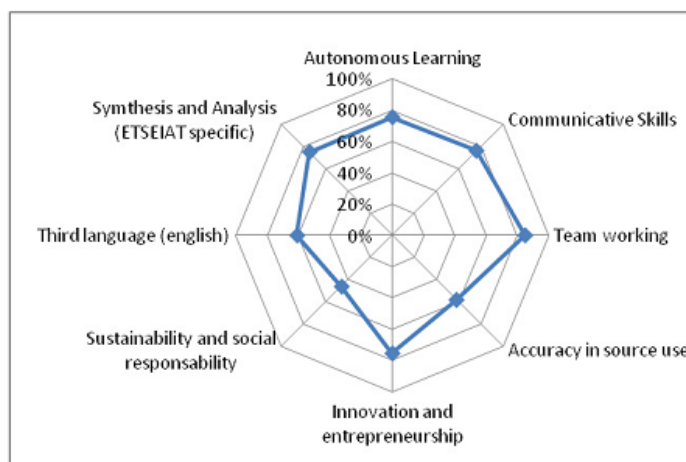 Autonomous Learning
100%
Symthesis and Analysis
(ETSEIAT specific)
80%
Communicative Skills
60%
40%
20%
Third language (english)
0%
Team working
Sustainability and social
responsability
Accuracy in source use
Innovation and
entrepreneurship